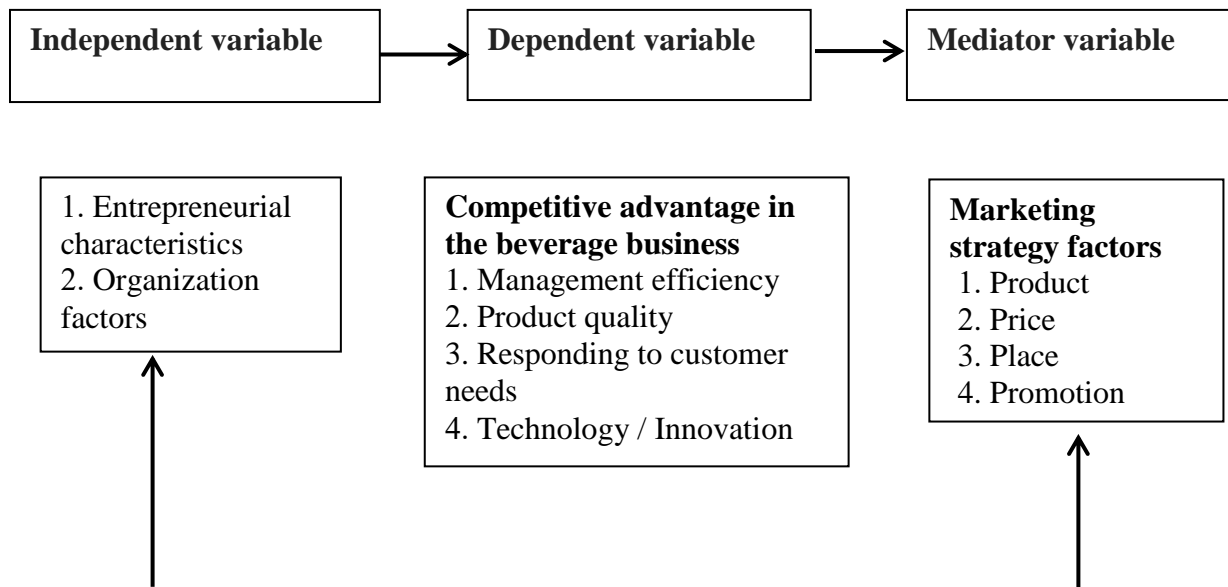 Independent variable
Dependent variable
Mediator variable
1. Entrepreneurial
characteristics
2. Organization
factors
Competitive advantage in
the beverage business
1. Management efficiency
2. Product quality
3. Responding to customer
needs
4. Technology / Innovation
Marketing
strategy factors
1. Product
2. Price
3. Place
4. Promotion